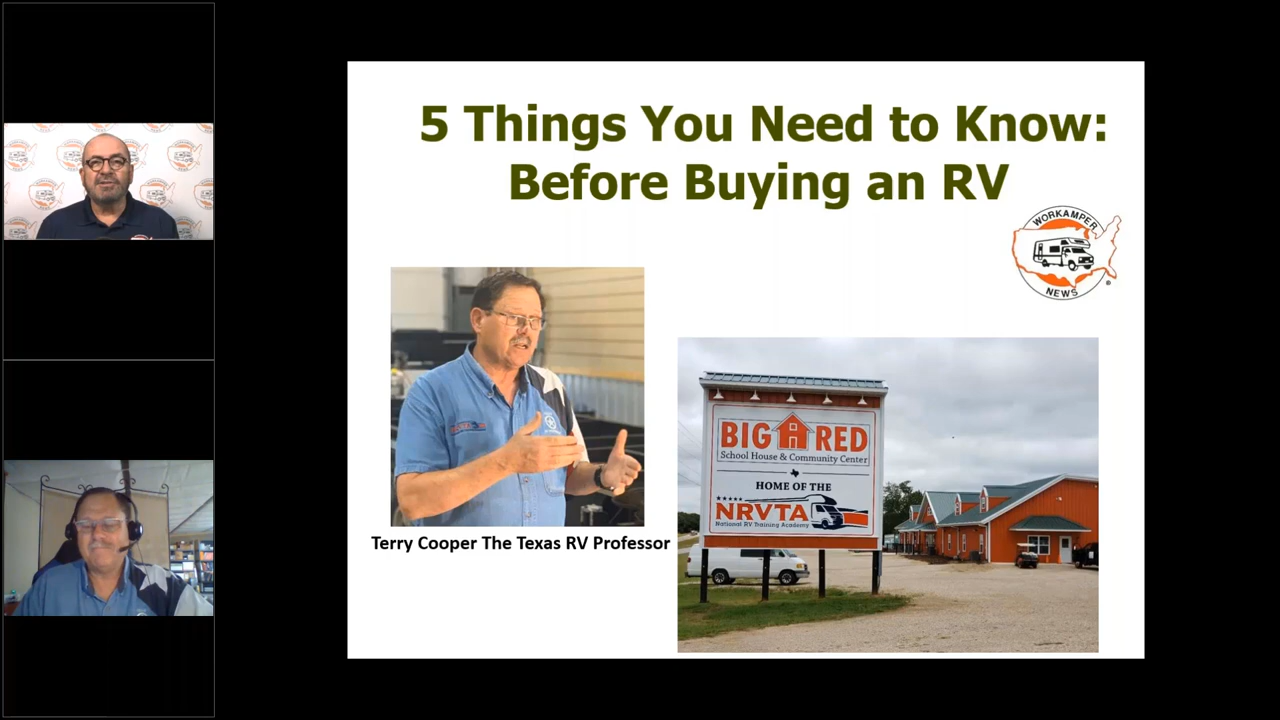 5 Things You Need to Know:
Before Buying an RV
WORKAMPER
NEWS
®
Terry Cooper The Texas RV Professor
BIG RED
School House & Community Center
HOME OF THE
NRVTA
National RV Training Academy